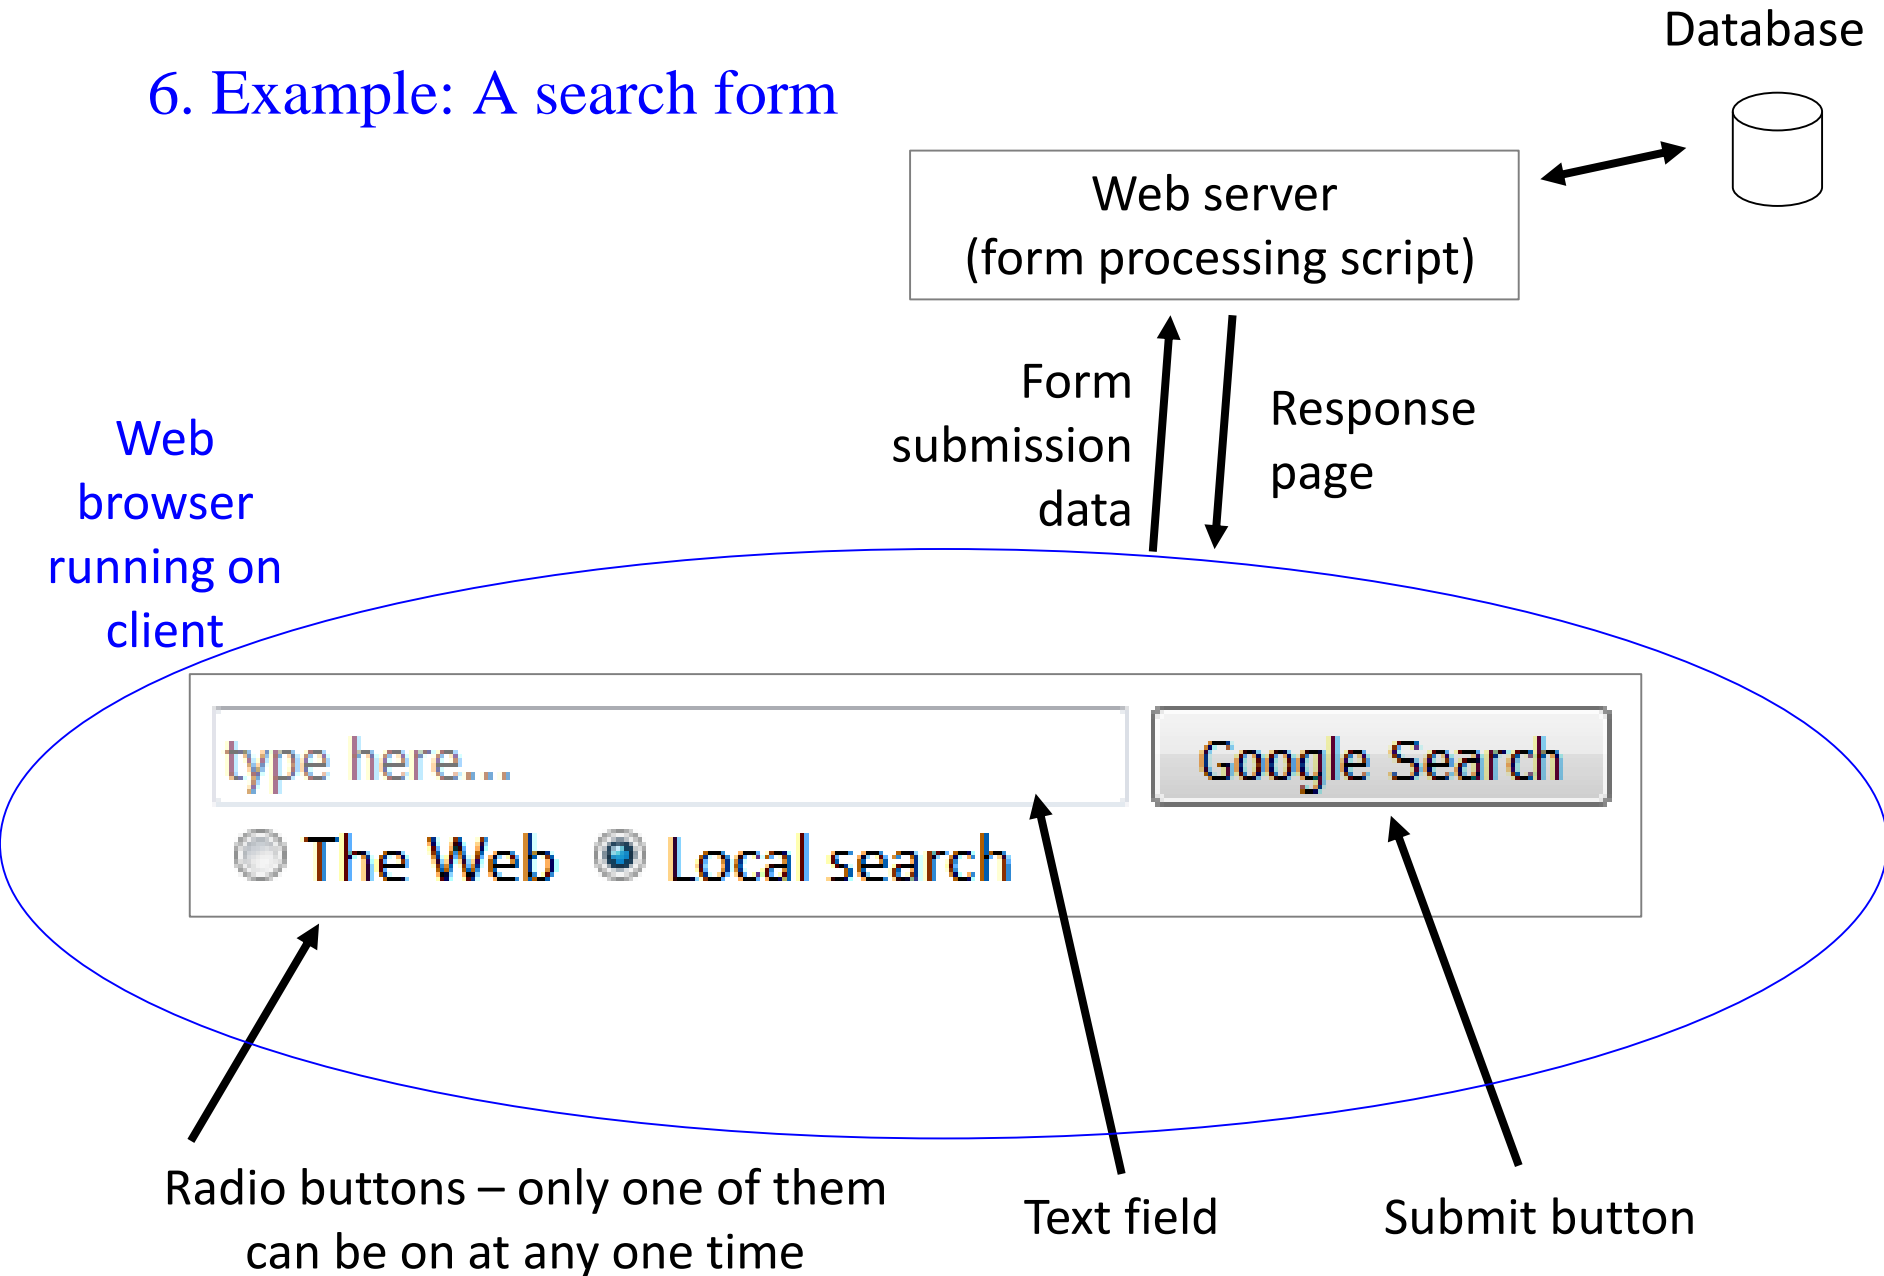 6. Example: A search form
Database
Web server
(form processing script)
Form
submission
data
Response
page
Web
browser
running on
client
type here...
Google Search
The Web
Local search
Radio buttons – only one of them
can be on at any one time
Text field
Submit button